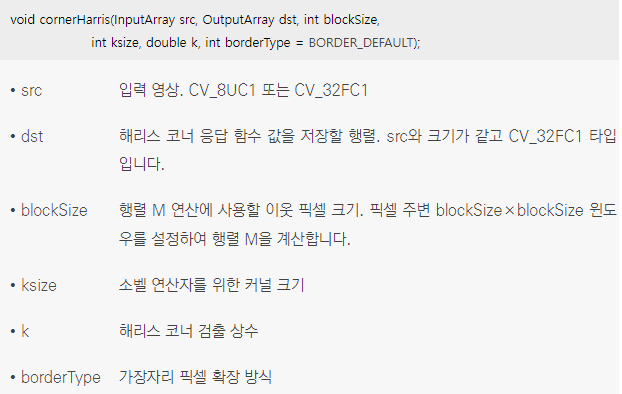 void cornerHarris(InputArray src, OutputArray dst, int blockSize,
int ksize, double k, int borderType = BORDER_DEFAULT);
• src 입력 영상. CV_8UC1 또는 CV_32FC1
• dst 해리스 코너 응답 함수 값을 저장할 행렬. src와 크기가 같고 CV_32FC1 타입
입니다.
• blockSize 행렬 M 연산에 사용할 이웃 픽셀 크기. 픽셀 주변 blockSize×blockSize 윈도
우를 설정하여 행렬 M을 계산합니다.
• ksize 소벨 연산자를 위한 커널 크기
• k 해리스 코너 검출 상수
• borderType 가장자리 픽셀 확장 방식